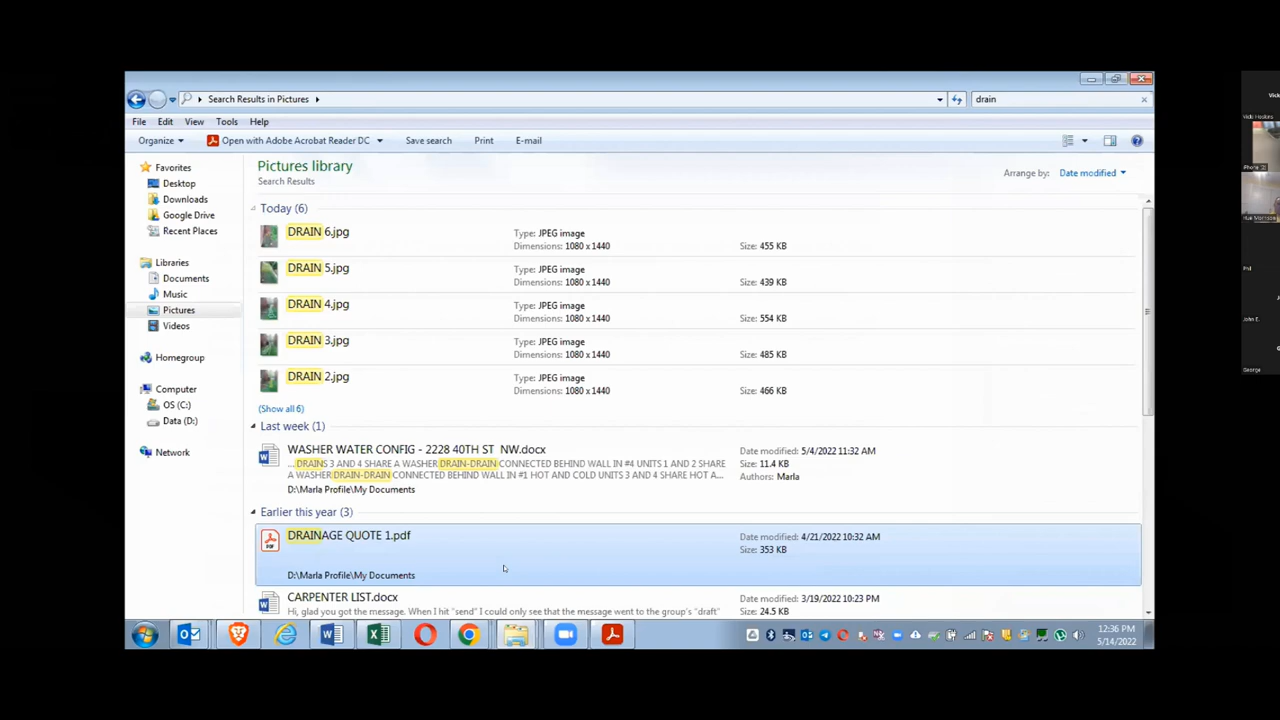 Search Results in Pictures
drain
File Edit View Tools Help
Organize Open with Adobe Acrobat Reader DC Save search Print E-mail
Favorites
Desktop
Downloads
Google Drive
Recent Places
Libraries
Documents
Music
Pictures
Videos
Homegroup
Computer
OS (C:)
Data (D:)
Network
Pictures library
Search Results
Arrange by: Date modified
Today (6)
DRAIN 6.jpg Type: JPEG image Size: 455 KB
Dimensions: 1080 x 1440
DRAIN 5.jpg Type: JPEG image Size: 439 KB
Dimensions: 1080 x 1440
DRAIN 4.jpg Type: JPEG image Size: 554 KB
Dimensions: 1080 x 1440
DRAIN 3.jpg Type: JPEG image Size: 485 KB
Dimensions: 1080 x 1440
DRAIN 2.jpg Type: JPEG image Size: 466 KB
Dimensions: 1080 x 1440
(Show all 6)
Last week (1)
WASHER WATER CONFIG - 2228 40TH ST NW.docx Date modified: 5/4/2022 11:32 AM
...DRAINS 3 AND 4 SHARE A WASHER DRAIN-DRAIN CONNECTED BEHIND WALL IN #4 UNITS 1 AND 2 SHARE Size: 11.4 KB
A WASHER DRAIN-DRAIN CONNECTED BEHIND WALL IN #1 HOT AND COLD UNITS 3 AND 4 SHARE HOT A... Authors: Marla
D:\Marla Profile\My Documents
Earlier this year (3)
DRAINAGE QUOTE 1.pdf Date modified: 4/21/2022 10:32 AM
Size: 353 KB
D:\Marla Profile\My Documents
CARPENTER LIST.docx Date modified: 3/19/2022 10:23 PM
Hi, glad you got the message. When I hit "send" I could only see that the message went to the group's "draft" Size: 24.5 KB
12:36 PM
5/14/2022
Phil
John E.
George